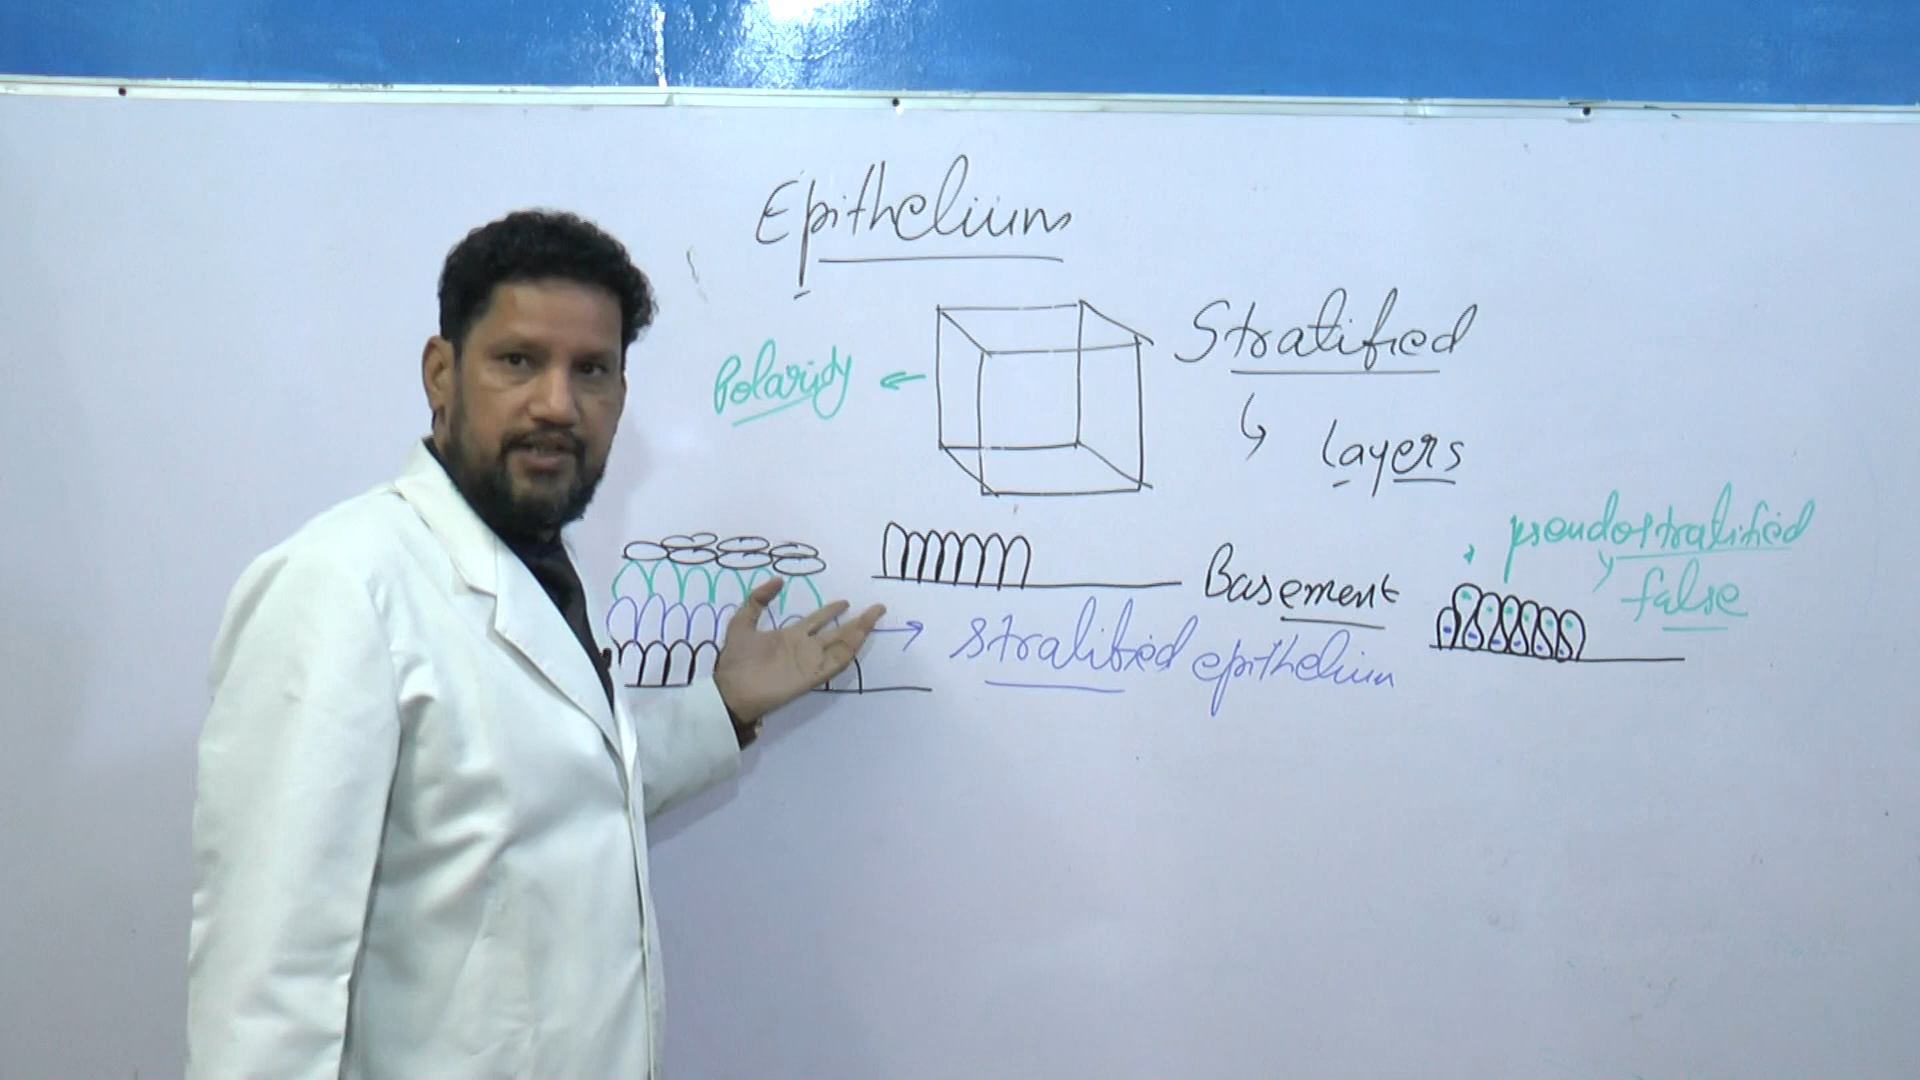 Epithelium
Stratified
Polarity ←
layers
pseudostratified
false
Basement
stratified epithelium